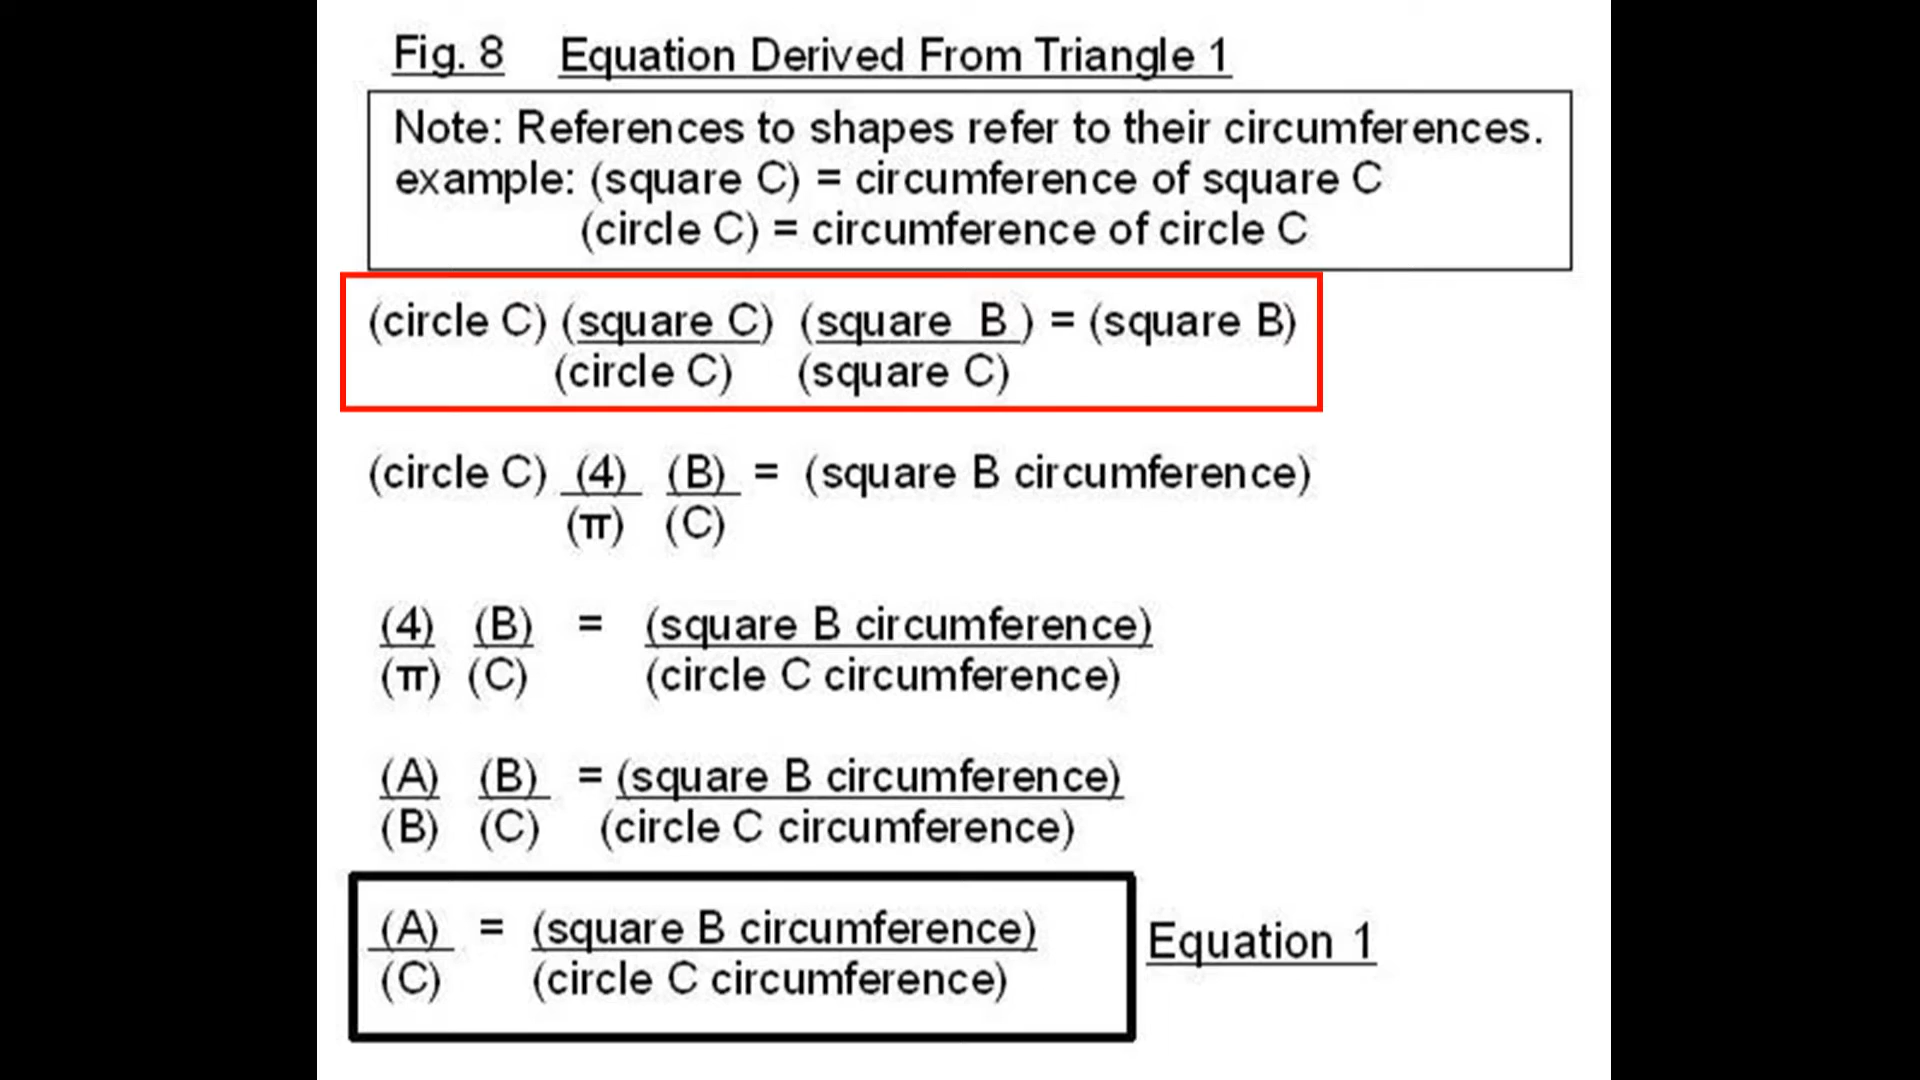 Fig. 8 Equation Derived From Triangle 1
Note: References to shapes refer to their circumferences.
example: (square C) = circumference of square C
(circle C) = circumference of circle C
(circle C) (square C) (square B ) = (square B)
(circle C) (square C)
(circle C) (4) (B) = (square B circumference)
(π) (C)
(4) (B) = (square B circumference)
(π) (C) (circle C circumference)
(A) (B) = (square B circumference)
(B) (C) (circle C circumference)
(A) = (square B circumference)
(C) (circle C circumference)
Equation 1